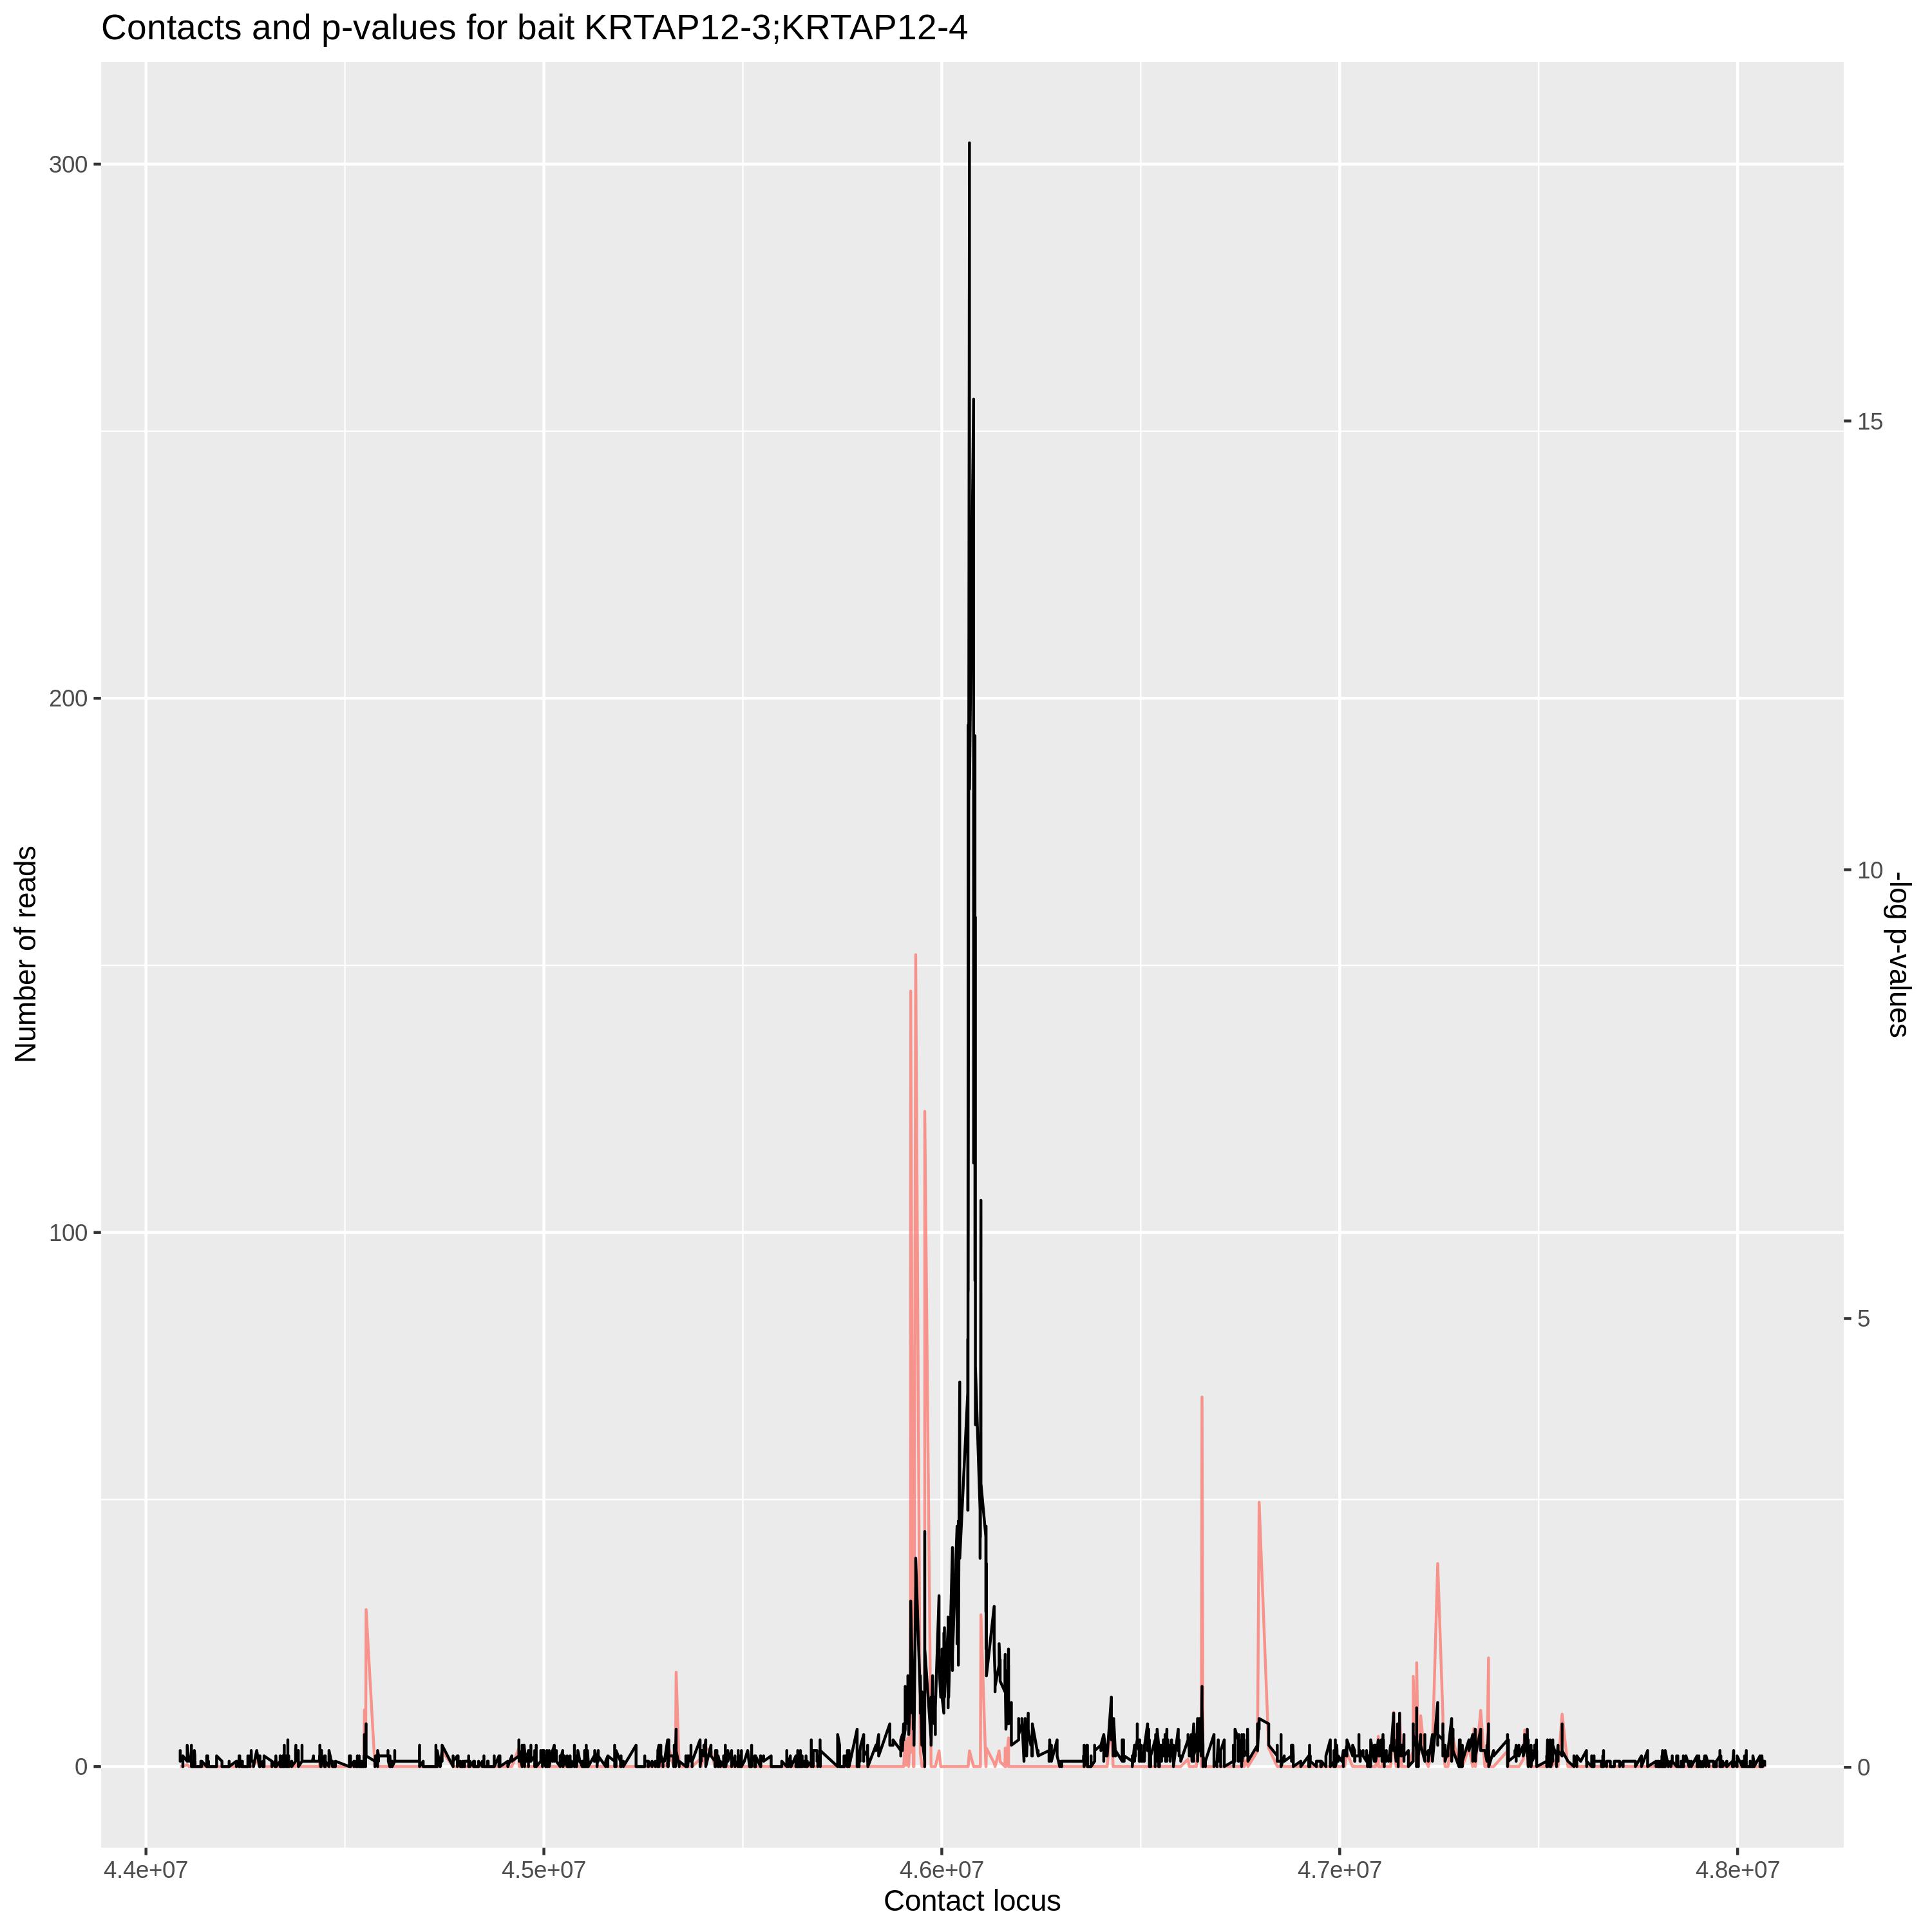 Contacts and p-values for bait KRTAP12-3;KRTAP12-4
300
200
100
0
Number of reads
15
10
5
0
-log p-values
4.4e+07
4.5e+07
4.6e+07
4.7e+07
4.8e+07
Contact locus